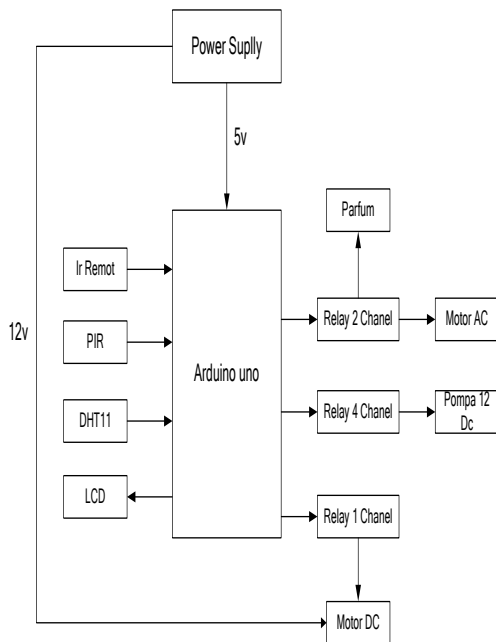 Power Suplly
5v
Parfum
Ir Remot
Relay 2 Chanel
Motor AC
12v
PIR
Arduino uno
DHT11
Relay 4 Chanel
Pompa 12
Dc
LCD
Relay 1 Chanel
Motor DC